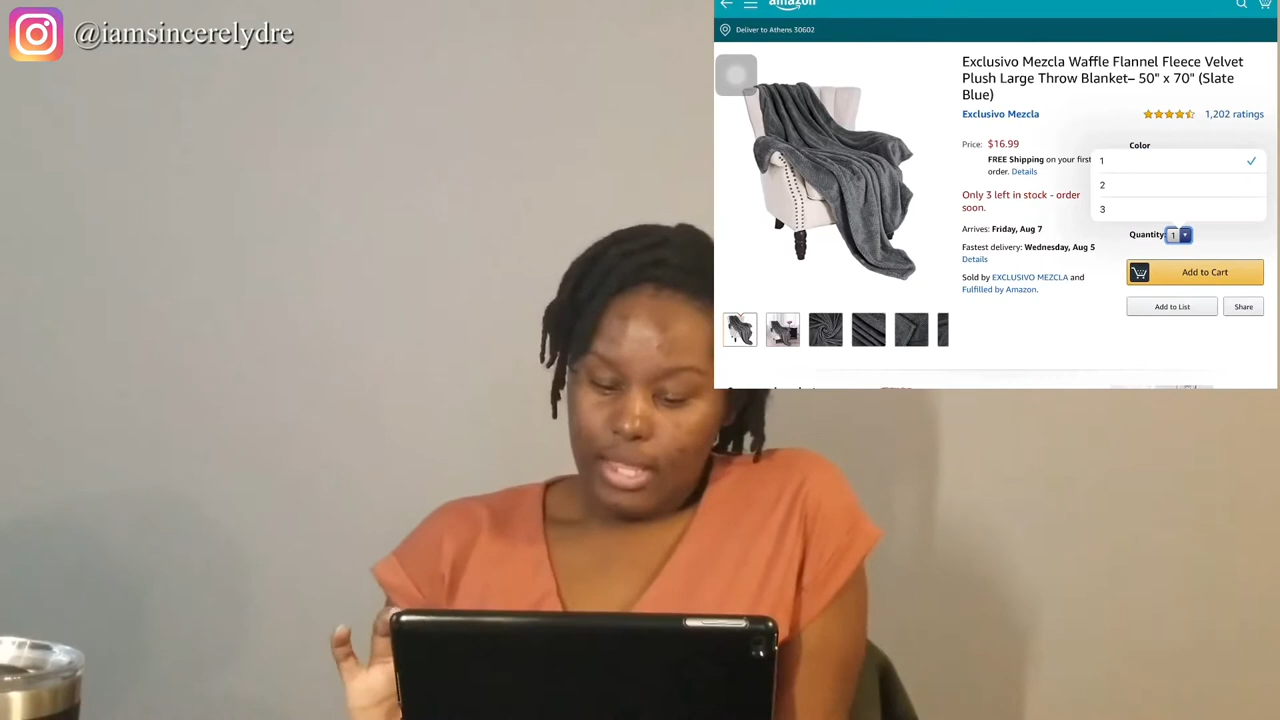 @iamsincerelydre
amazon
Deliver to Athens 30602
Exclusivo Mezcla Waffle Flannel Fleece Velvet
Plush Large Throw Blanket– 50" x 70" (Slate
Blue)
Exclusivo Mezcla
1,202 ratings
Price: $16.99
FREE Shipping on your first
order. Details
Only 3 left in stock - order
soon.
Arrives: Friday, Aug 7
Fastest delivery: Wednesday, Aug 5
Details
Sold by EXCLUSIVO MEZCLA and
Fulfilled by Amazon.
Color
1
2
3
Quantity: 1
Add to Cart
Add to List
Share